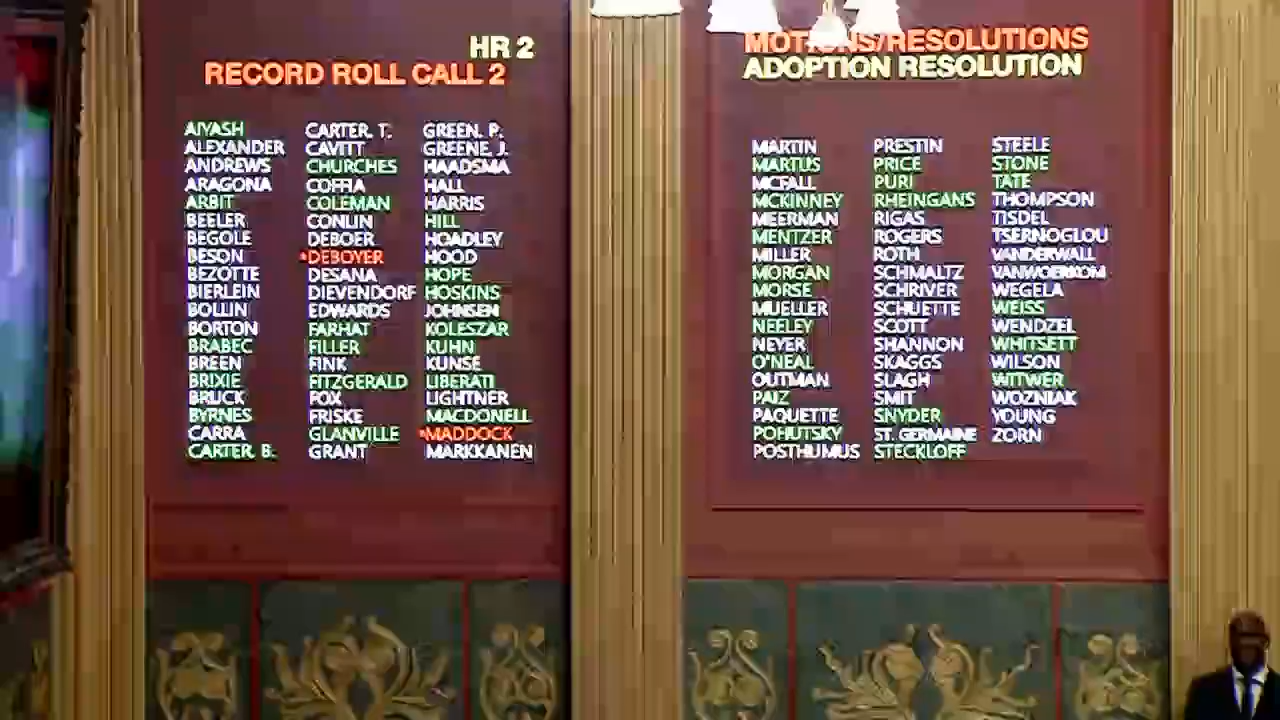 HR 2
RECORD ROLL CALL 2
AIYASH
ALEXANDER
ANDREWS
ARAGONA
ARBIT
BEELER
BEGOLE
BESON
BEZOTTE
BIERLEIN
BOLLIN
BORTON
BRABEC
BREEN
BRIXIE
BRUCK
BYRNES
CARRA
CARTER. B.
CARTER. T.
CAVITT
CHURCHES
COFFIA
COLEMAN
CONLIN
DEBOER
*DEBOYER
DESANA
DIEVENDORF
EDWARDS
FARHAT
FILLER
FINK
FITZGERALD
FOX
FRISKE
GLANVILLE
GRANT
GREEN. P.
GREENE. J.
HAADSMA
HALL
HARRIS
HILL
HOADLEY
HOOD
HOPE
HOSKINS
JOHNSEN
KOLESZAR
KUHN
KUNSE
LIBERATI
LIGHTNER
MACDONELL
*MADDOCK
MARKKANEN
MOTIONS/RESOLUTIONS
ADOPTION RESOLUTION
MARTIN
MARTUS
MCFALL
MCKINNEY
MEERMAN
MENTZER
MILLER
MORGAN
MORSE
MUELLER
NEELEY
NEYER
O'NEAL
OUTMAN
PAIZ
PAQUETTE
POHUTSKY
POSTHUMUS
PRESTIN
PRICE
PURI
RHEINGANS
RIGAS
ROGERS
ROTH
SCHMALTZ
SCHRIVER
SCHUETTE
SCOTT
SHANNON
SKAGGS
SLAGH
SMIT
SNYDER
ST. GERMAINE
STECKLOFF
STEELE
STONE
TATE
THOMPSON
TISDEL
TSERNOGLOU
VANDERWALL
VANWOERKOM
WEGELA
WEISS
WENDZEL
WHITSETT
WILSON
WITWER
WOZNIAK
YOUNG
ZORN